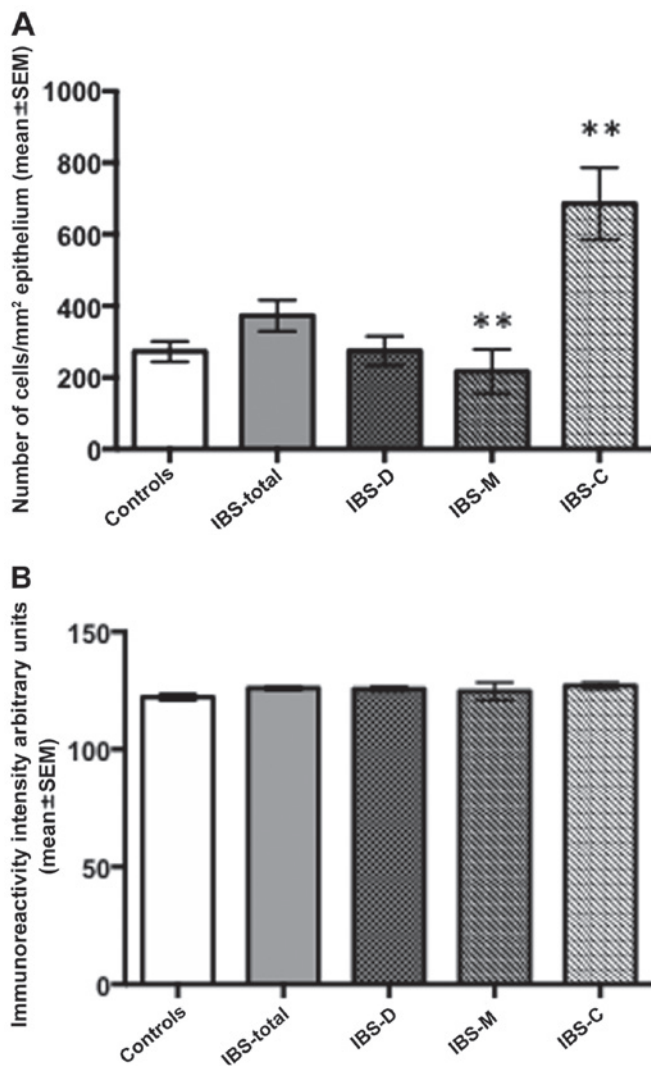 A
Number of cells/mm² epithelium (mean±SEM)
1000
800
600
400
200
0
**
**
Controls
IBS-total
IBS-D
IBS-M
IBS-C
B
Immunoreactivity intensity arbitrary units
(mean±SEM)
150
100
50
0
Controls
IBS-total
IBS-D
IBS-M
IBS-C